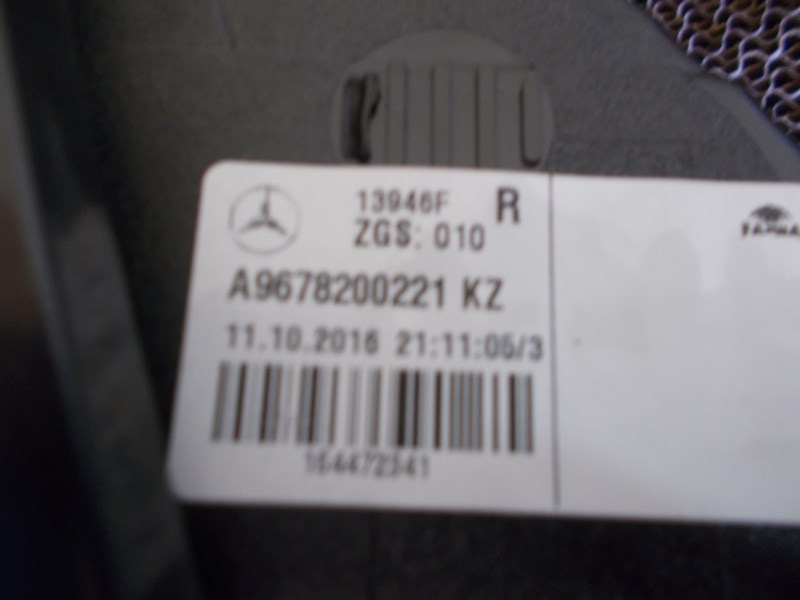 13946F R
ZGS: 010
A9678200221 KZ
11.10.2016 21:11:05/3
164472341